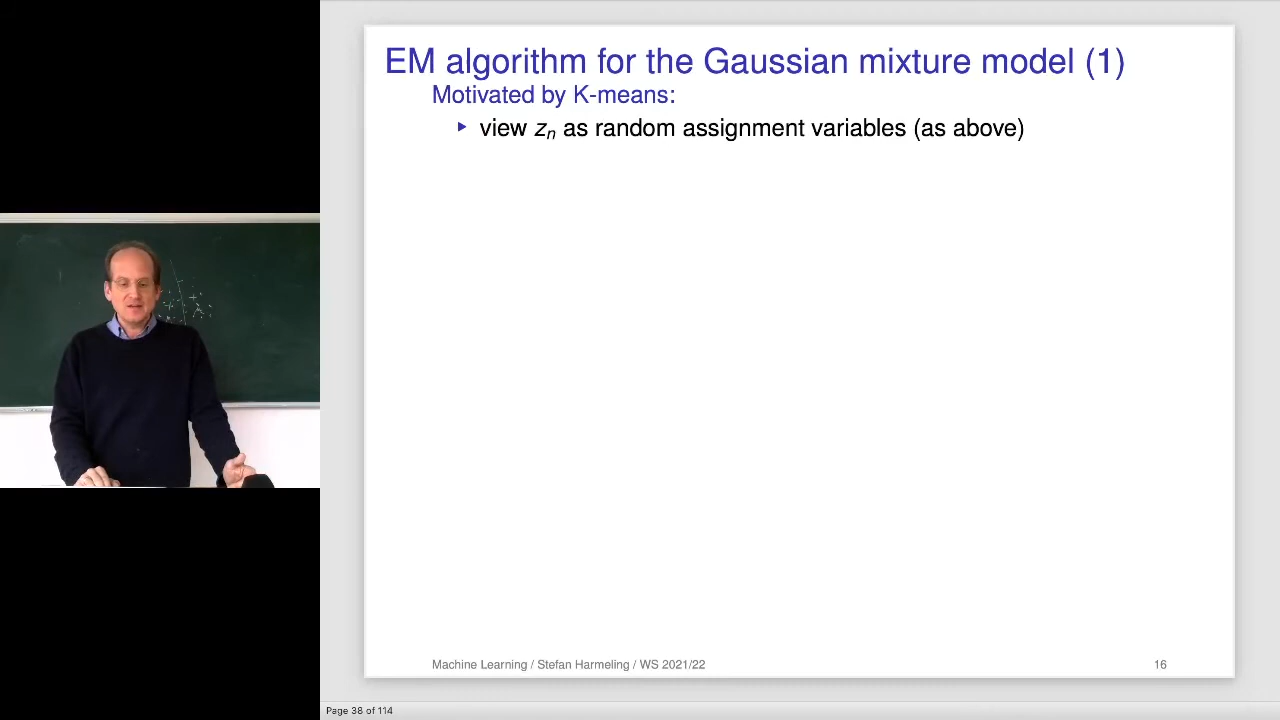 EM algorithm for the Gaussian mixture model (1)
Motivated by K-means:
▸ view zₙ as random assignment variables (as above)
Machine Learning / Stefan Harmeling / WS 2021/22
16
Page 38 of 114